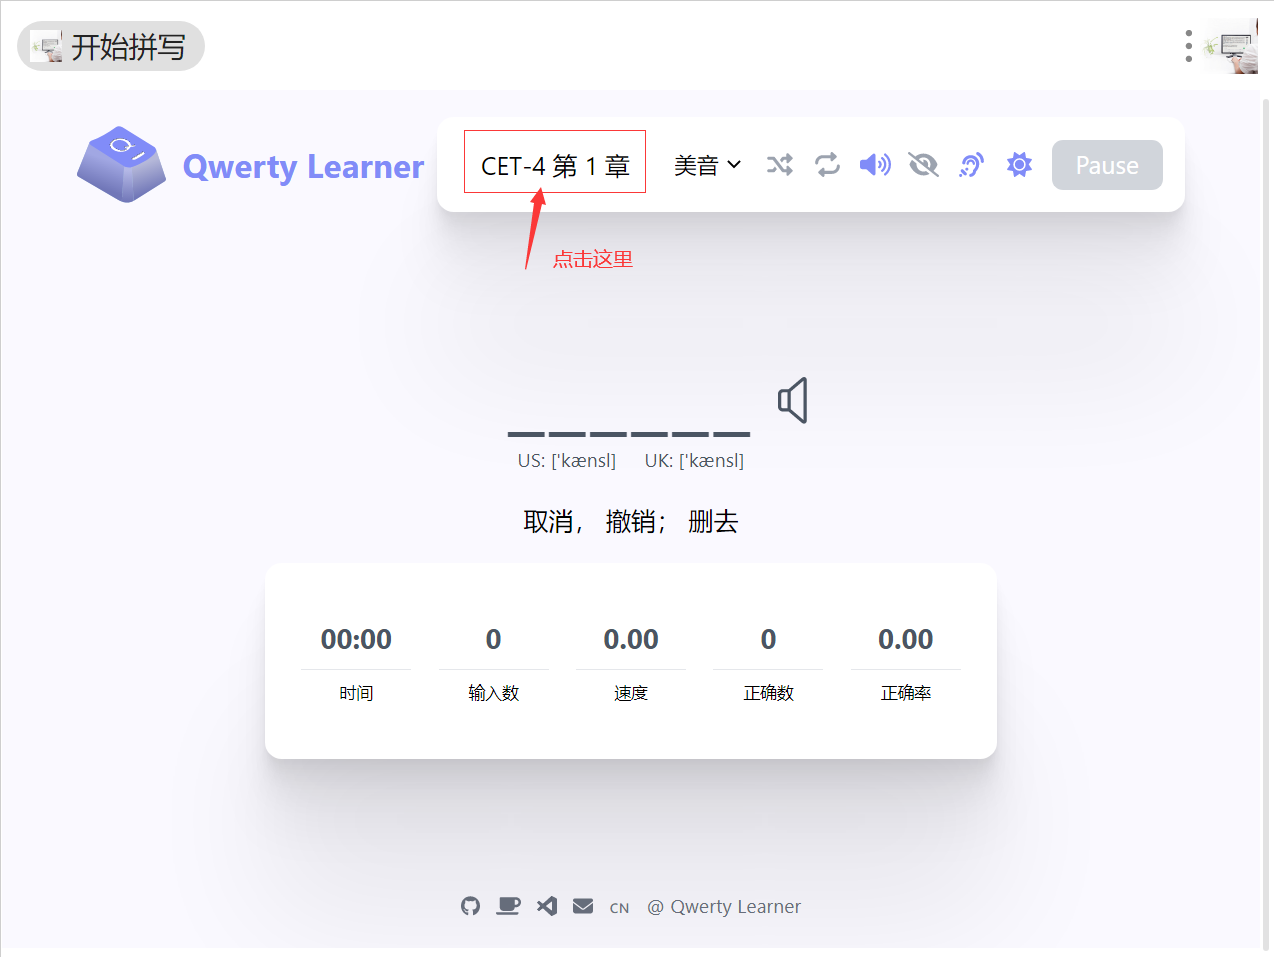 开始拼写
Qwerty Learner
CET-4 第 1 章
美音
Pause
点击这里
US: ['kænsl]
UK: ['kænsl]
取消， 撤销； 删去
00:00
0
0.00
0
0.00
时间
输入数
速度
正确数
正确率
CN
@ Qwerty Learner